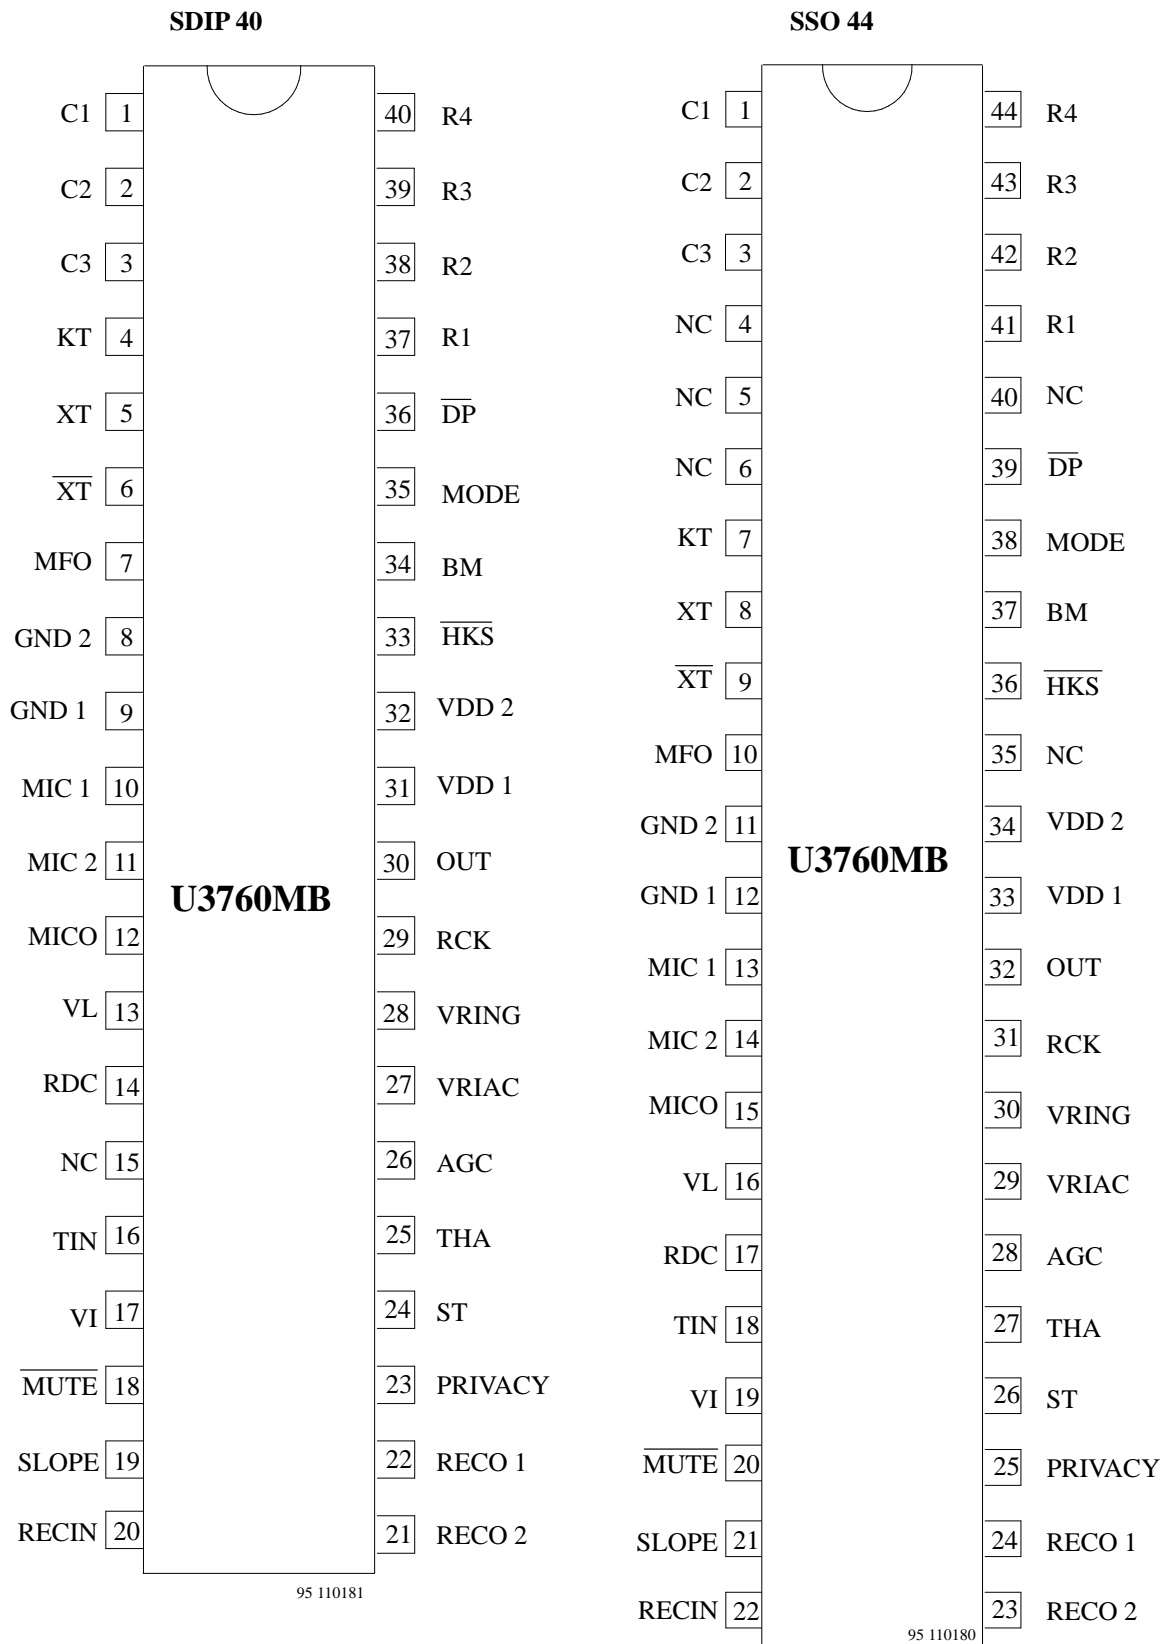 SDIP 40
C1 1 40 R4
C2 2 39 R3
C3 3 38 R2
KT 4 37 R1
XT 5 36 D̅P̅
X̅T̅ 6 35 MODE
MFO 7 34 BM
GND 2 8 33 H̅K̅S̅
GND 1 9 32 VDD 2
MIC 1 10 31 VDD 1
MIC 2 11 30 OUT
U3760MB
MICO 12 29 RCK
VL 13 28 VRING
RDC 14 27 VRIAC
NC 15 26 AGC
TIN 16 25 THA
VI 17 24 ST
M̅U̅T̅E̅ 18 23 PRIVACY
SLOPE 19 22 RECO 1
RECIN 20 21 RECO 2
95 110181
SSO 44
C1 1 44 R4
C2 2 43 R3
C3 3 42 R2
NC 4 41 R1
NC 5 40 NC
NC 6 39 D̅P̅
KT 7 38 MODE
XT 8 37 BM
X̅T̅ 9 36 H̅K̅S̅
MFO 10 35 NC
GND 2 11 34 VDD 2
U3760MB
GND 1 12 33 VDD 1
MIC 1 13 32 OUT
MIC 2 14 31 RCK
MICO 15 30 VRING
VL 16 29 VRIAC
RDC 17 28 AGC
TIN 18 27 THA
VI 19 26 ST
M̅U̅T̅E̅ 20 25 PRIVACY
SLOPE 21 24 RECO 1
RECIN 22 23 RECO 2
95 110180